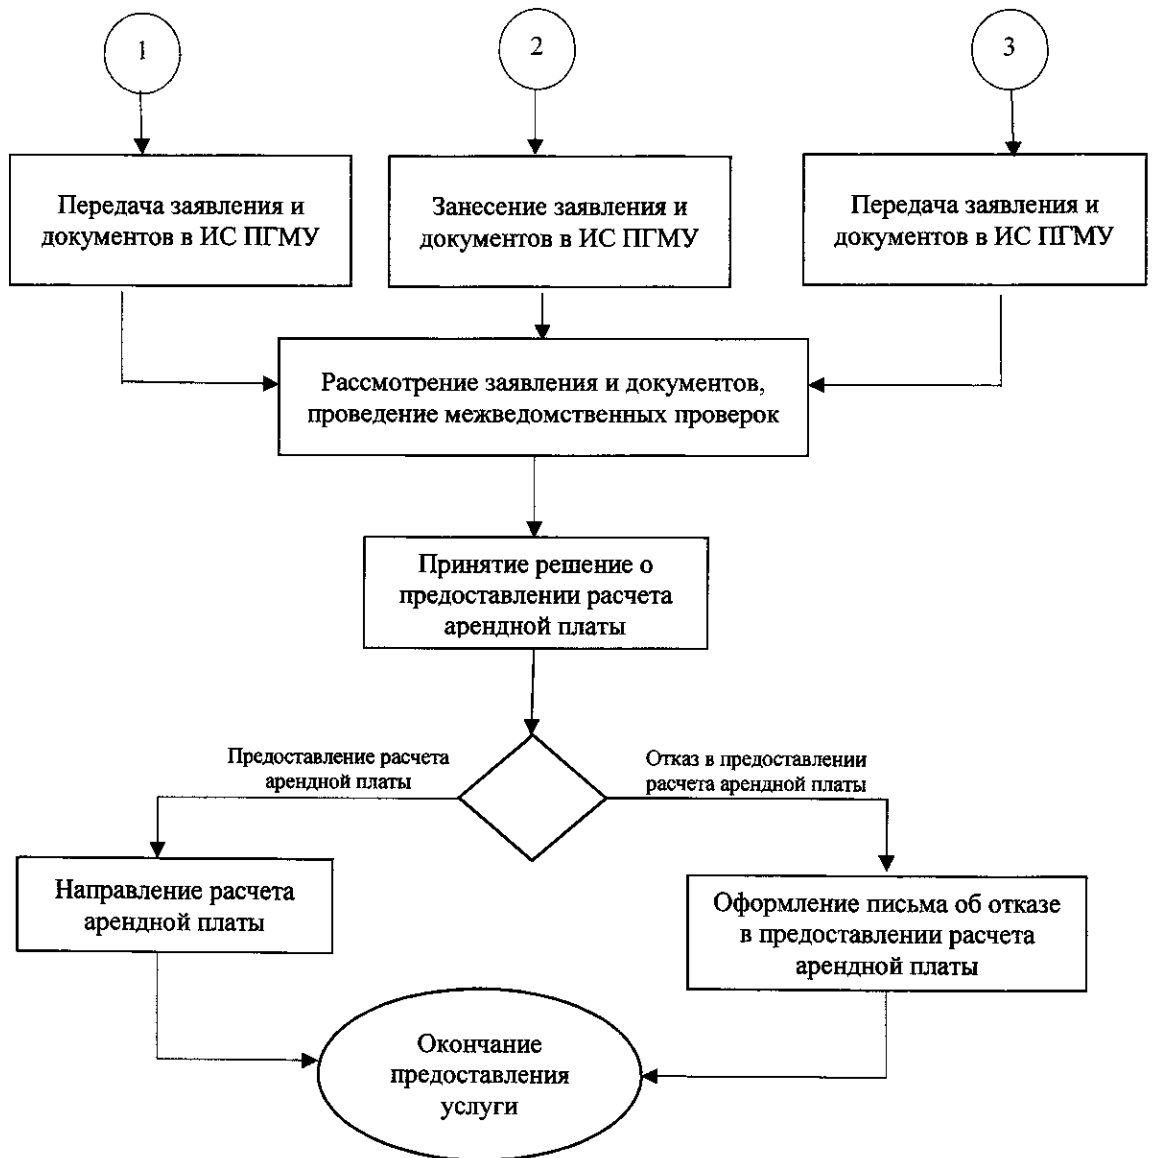 1
2
3
Передача заявления и
документов в ИС ПГМУ
Занесение заявления и
документов в ИС ПГМУ
Передача заявления и
документов в ИС ПГМУ
Рассмотрение заявления и документов,
проведение межведомственных проверок
Принятие решение о
предоставлении расчета
арендной платы
Предоставление расчета
арендной платы
Отказ в предоставлении
расчета арендной платы
Направление расчета
арендной платы
Оформление письма об отказе
в предоставлении расчета
арендной платы
Окончание
предоставления
услуги